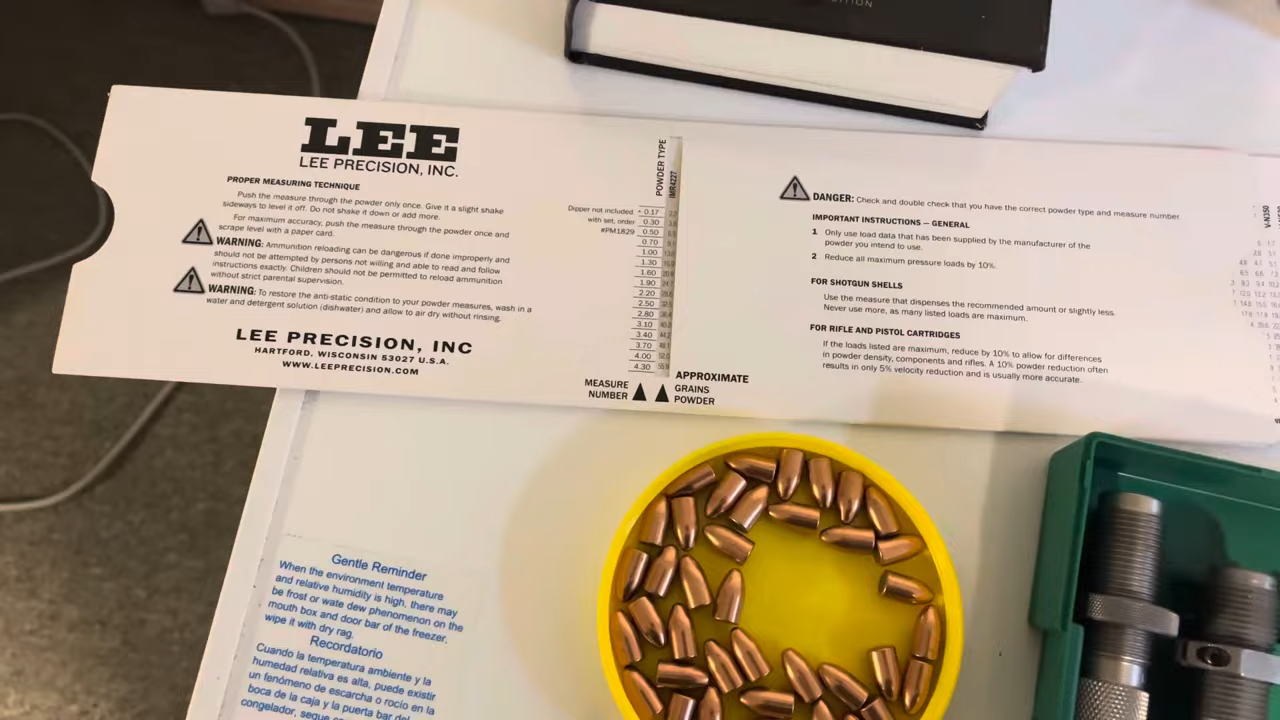 LEE
LEE PRECISION, INC.
PROPER MEASURING TECHNIQUE
Push the measure through the powder only once. Give it a slight shake
sideways to level it off. Do not shake it down or add more.
For maximum accuracy, push the measure through the powder once and
scrape level with a paper card.
WARNING: Ammunition reloading can be dangerous if done improperly and
should not be attempted by persons not willing and able to read and follow
instructions exactly. Children should not be permitted to reload ammunition
without strict parental supervision.
WARNING: To restore the anti-static condition to your powder measures, wash in a
water and detergent solution (dishwater) and allow to air dry without rinsing.
LEE PRECISION, INC
HARTFORD, WISCONSIN 53027 U.S.A.
WWW.LEEPRECISION.COM
Dipper not included
with set, order
#PM1829
POWDER TYPE
IMR4227
* 0.17
0.30
0.50
0.70
1.00
1.30
1.60
1.90
2.20
2.50
2.80
3.10
3.40
3.70
4.00
4.30
MEASURE
NUMBER
APPROXIMATE
GRAINS
POWDER
DANGER: Check and double check that you have the correct powder type and measure number.
IMPORTANT INSTRUCTIONS — GENERAL
1 Only use load data that has been supplied by the manufacturer of the
powder you intend to use.
2 Reduce all maximum pressure loads by 10%.
FOR SHOTGUN SHELLS
Use the measure that dispenses the recommended amount or slightly less.
Never use more, as many listed loads are maximum.
FOR RIFLE AND PISTOL CARTRIDGES
If the loads listed are maximum, reduce by 10% to allow for differences
in powder density, components and rifles. A 10% powder reduction often
results in only 5% velocity reduction and is usually more accurate.
V-N350
Gentle Reminder
When the environment temperature
and relative humidity is high, there may
be frost or wate dew phenomenon on the
mouth box and door bar of the freezer,
wipe it with dry rag.
Recordatorio
Cuando la temperatura ambiente y la
humedad relativa es alta, puede existir
un fenómeno de escarcha o rocío en la
boca de la caja y la puerta bar del
congelador,